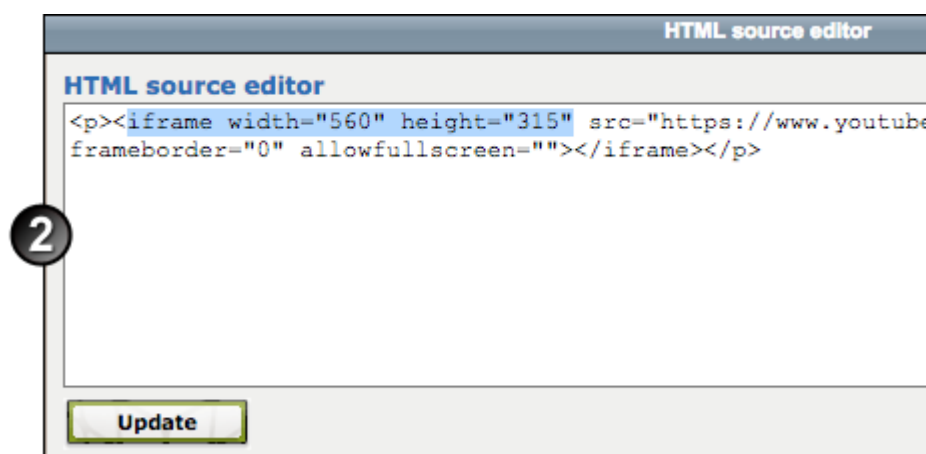 HTML source editor
HTML source editor
<p><iframe width="560" height="315" src="https://www.youtube
frameborder="0" allowfullscreen=""></iframe></p>
2
Update